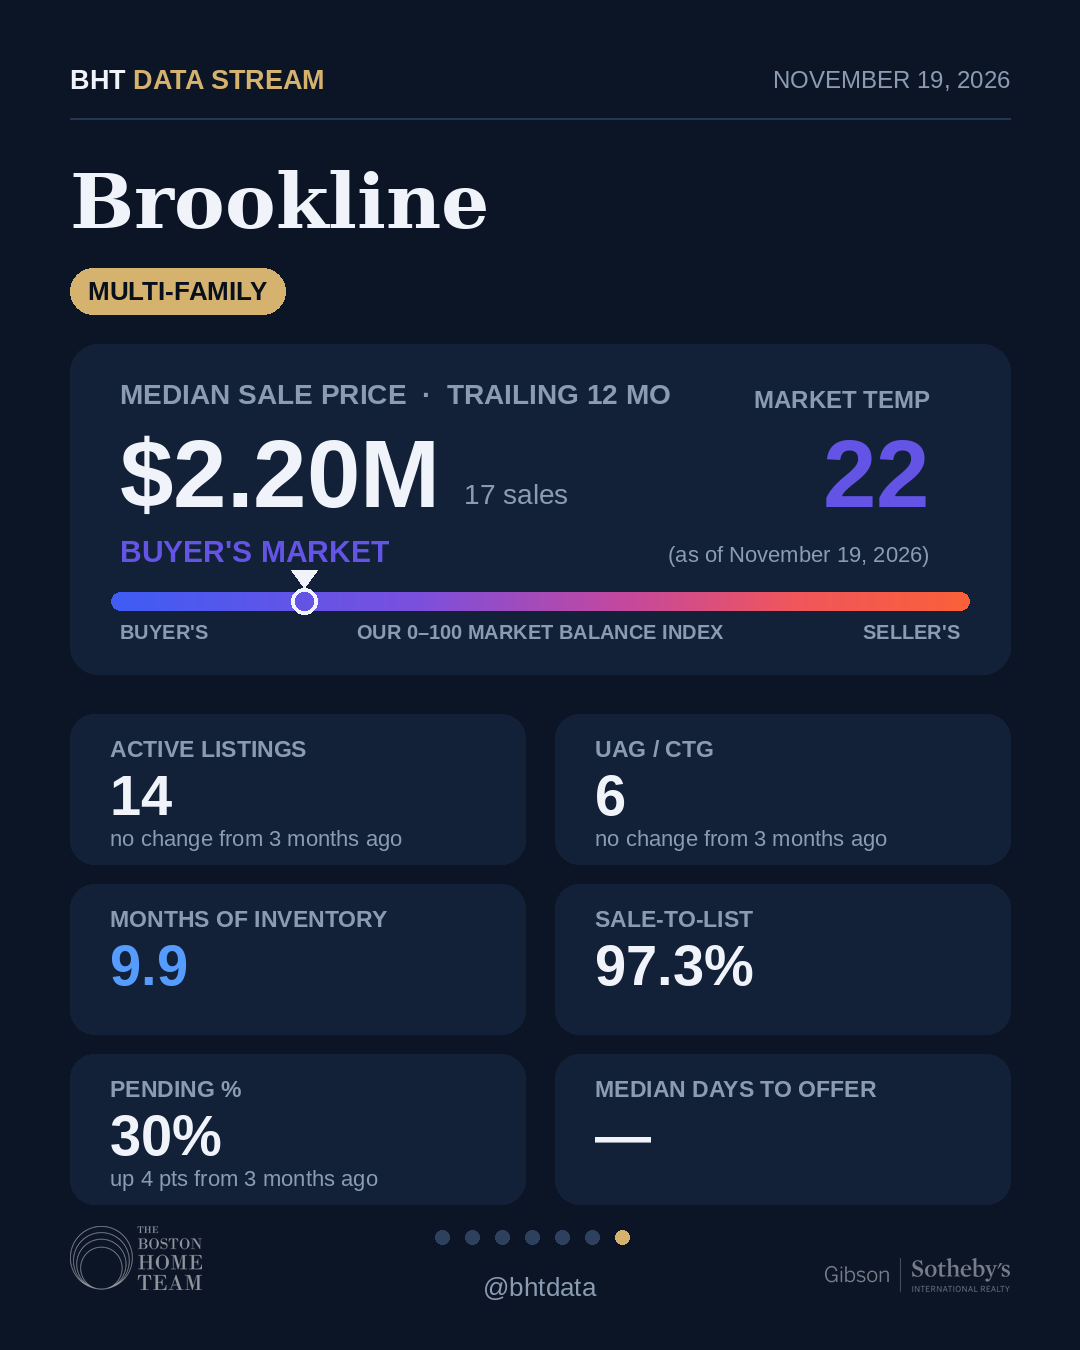 BHT DATA STREAM
NOVEMBER 19, 2026
Brookline
MULTI-FAMILY
MEDIAN SALE PRICE · TRAILING 12 MO
MARKET TEMP
$2.20M 17 sales
22
BUYER'S MARKET
(as of November 19, 2026)
BUYER'S
OUR 0–100 MARKET BALANCE INDEX
SELLER'S
ACTIVE LISTINGS
14
no change from 3 months ago
UAG / CTG
6
no change from 3 months ago
MONTHS OF INVENTORY
9.9
SALE-TO-LIST
97.3%
PENDING %
30%
up 4 pts from 3 months ago
MEDIAN DAYS TO OFFER
—
THE
BOSTON
HOME
TEAM
@bhtdata
Gibson
Sotheby's
INTERNATIONAL REALTY